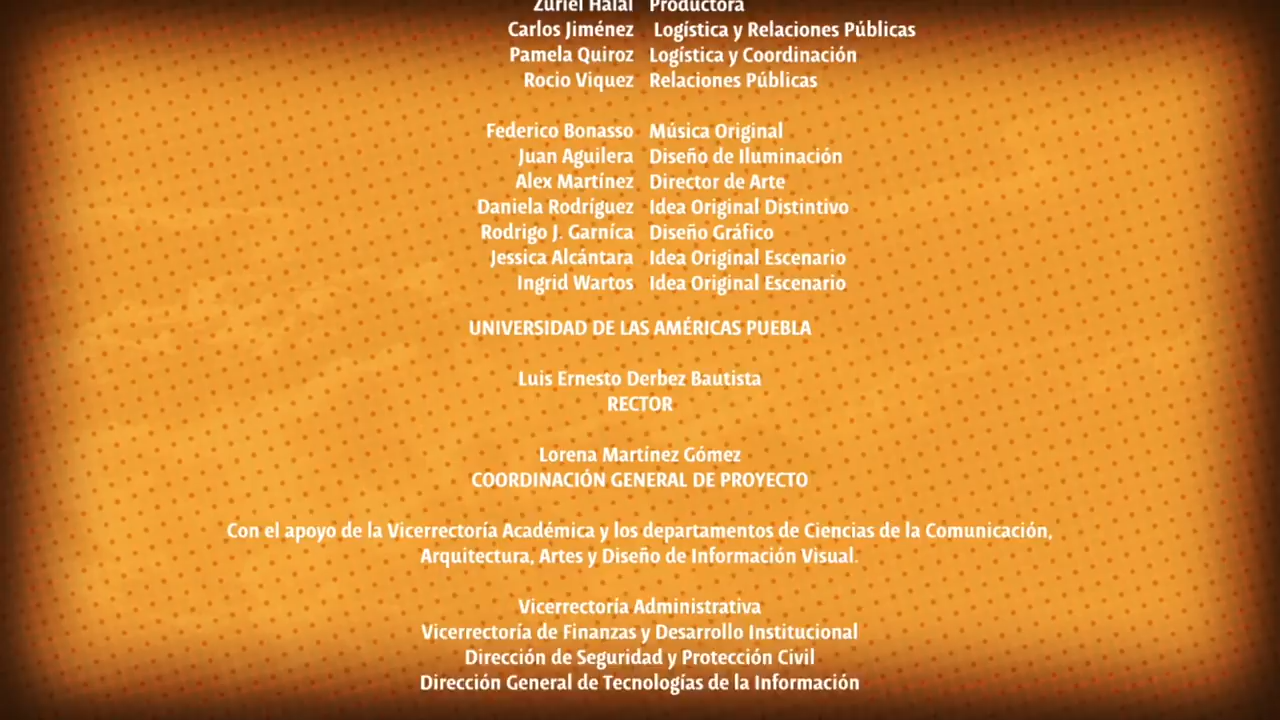 Zuriel Halal Productora
Carlos Jiménez Logística y Relaciones Públicas
Pamela Quiroz Logística y Coordinación
Rocio Viquez Relaciones Públicas
Federico Bonasso Música Original
Juan Aguilera Diseño de Iluminación
Alex Martínez Director de Arte
Daniela Rodríguez Idea Original Distintivo
Rodrigo J. Garníca Diseño Gráfico
Jessica Alcántara Idea Original Escenario
Ingrid Wartos Idea Original Escenario
UNIVERSIDAD DE LAS AMÉRICAS PUEBLA
Luis Ernesto Derbez Bautista
RECTOR
Lorena Martínez Gómez
COORDINACIÓN GENERAL DE PROYECTO
Con el apoyo de la Vicerrectoría Académica y los departamentos de Ciencias de la Comunicación,
Arquitectura, Artes y Diseño de Información Visual.
Vicerrectoría Administrativa
Vicerrectoría de Finanzas y Desarrollo Institucional
Dirección de Seguridad y Protección Civil
Dirección General de Tecnologías de la Información